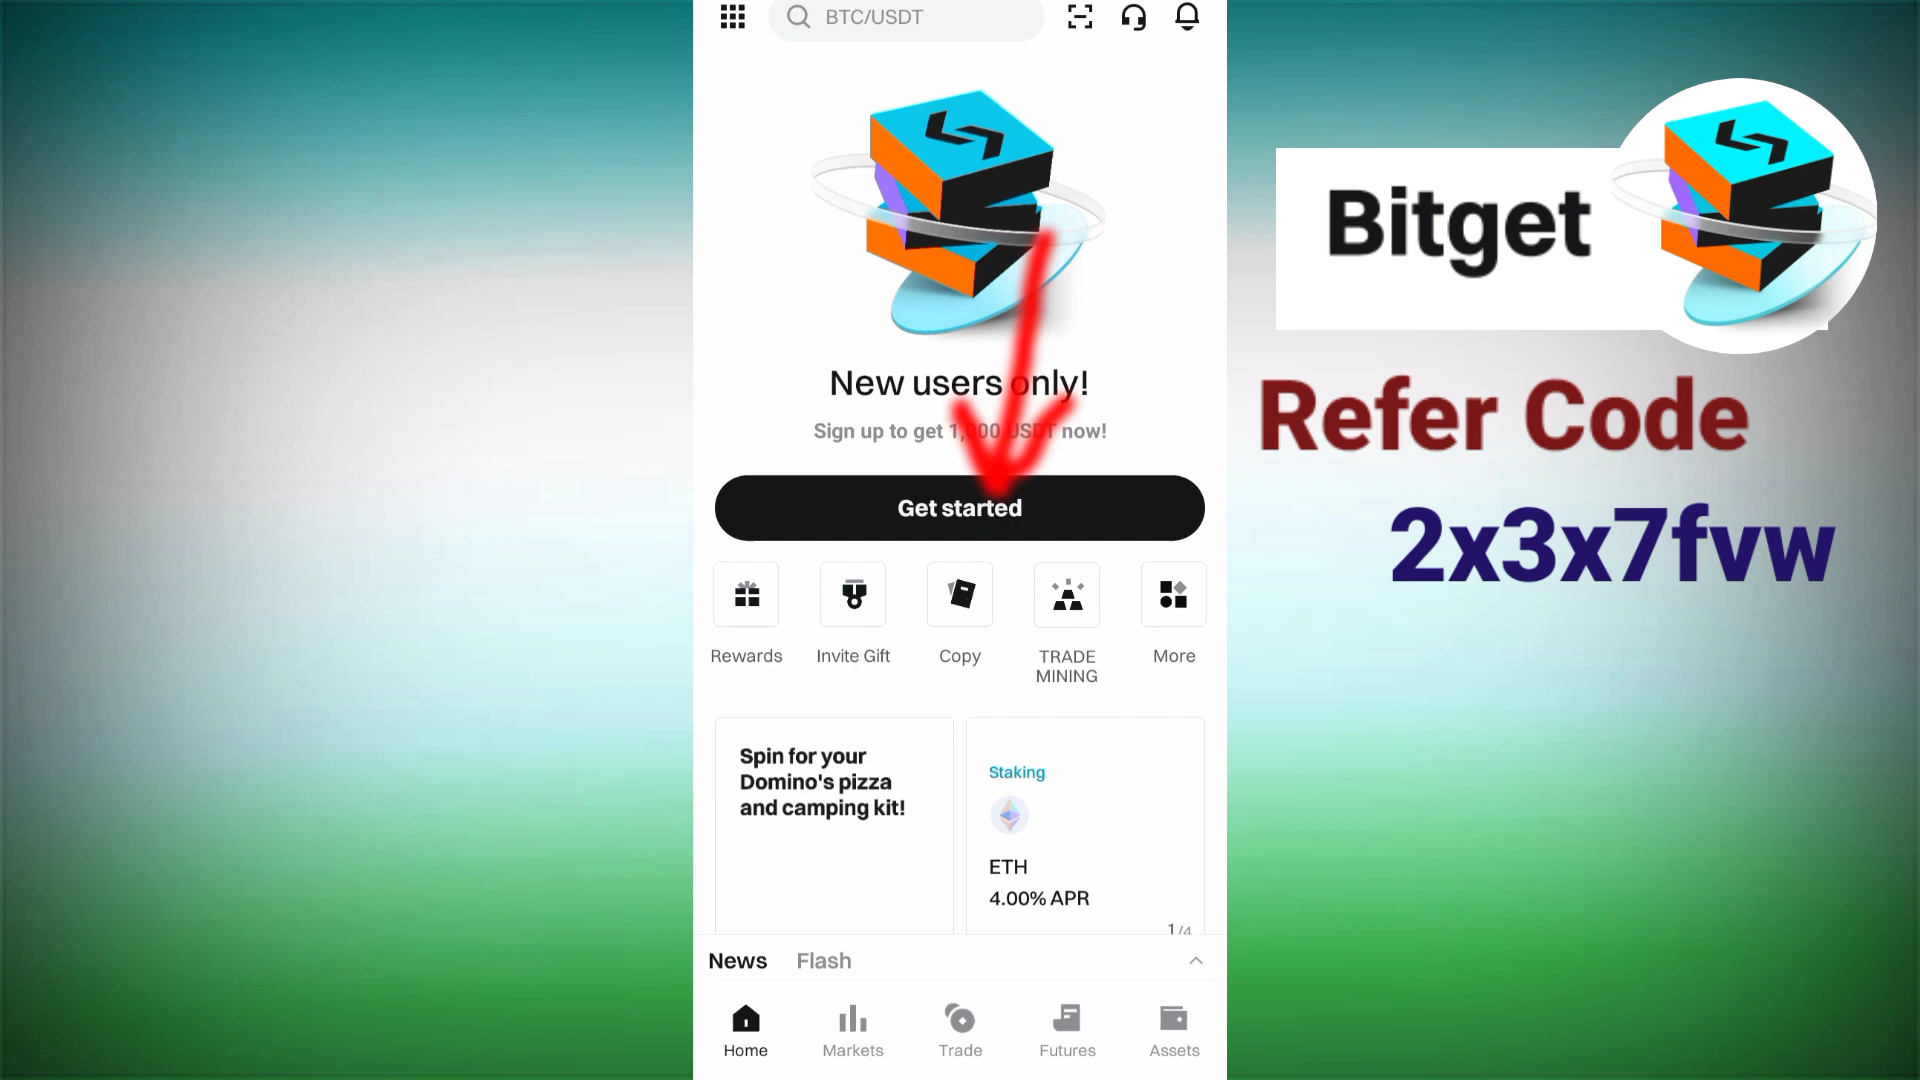 BTC/USDT
New users only!
Sign up to get 1,000 USDT now!
Get started
Rewards
Invite Gift
Copy
TRADE
MINING
More
Spin for your
Domino's pizza
and camping kit!
Staking
ETH
4.00% APR
1/4
News
Flash
Home
Markets
Trade
Futures
Assets
Bitget
Refer Code
2x3x7fvw